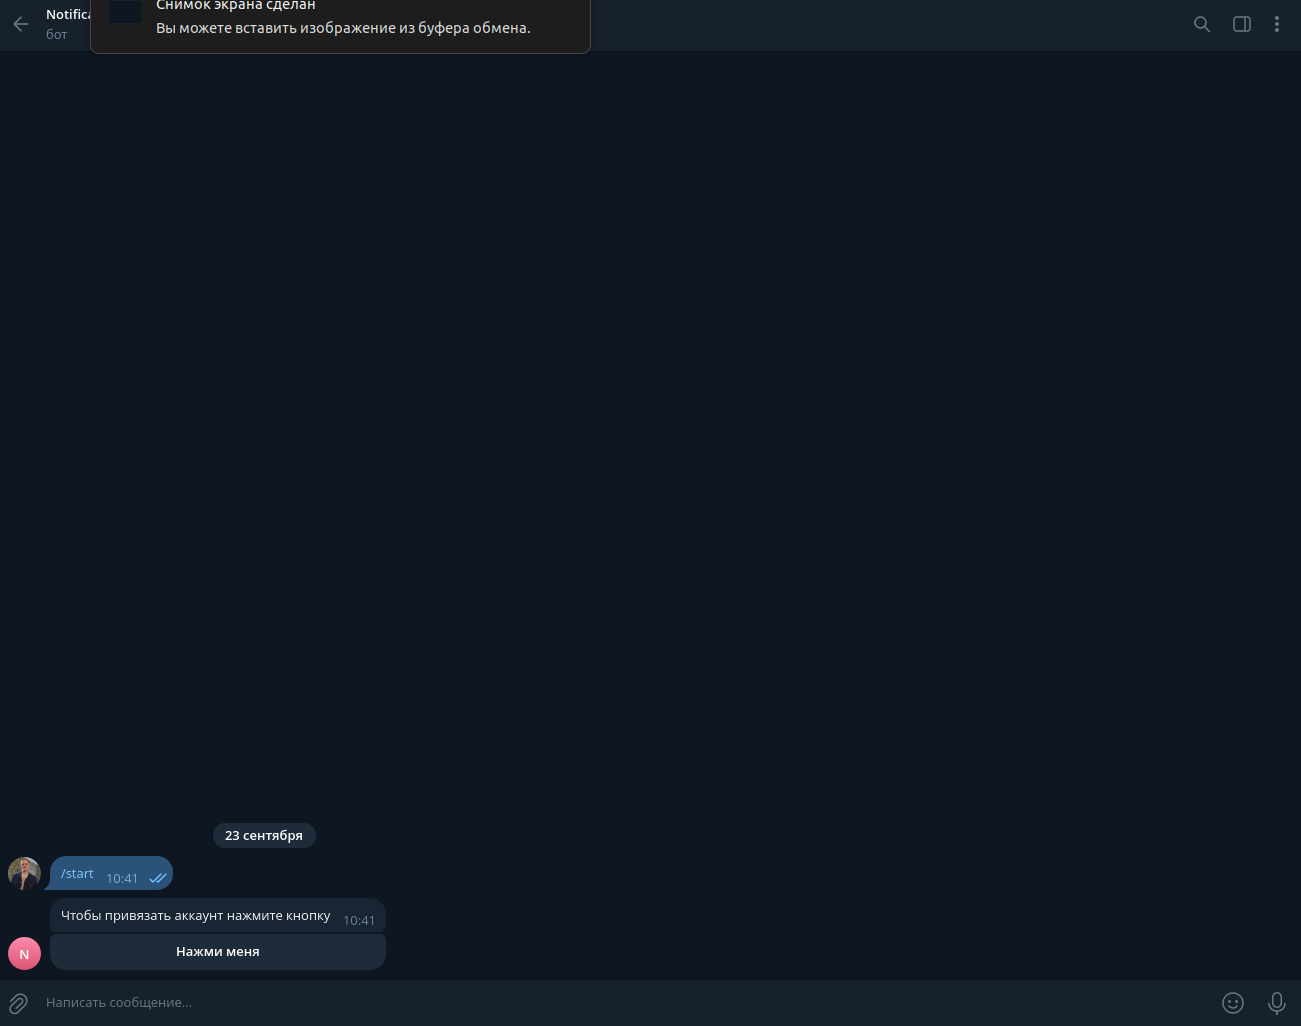 Снимок экрана сделан
Notifica
бот
Вы можете вставить изображение из буфера обмена.
23 сентября
/start 10:41
Чтобы привязать аккаунт нажмите кнопку 10:41
N
Нажми меня
Написать сообщение...